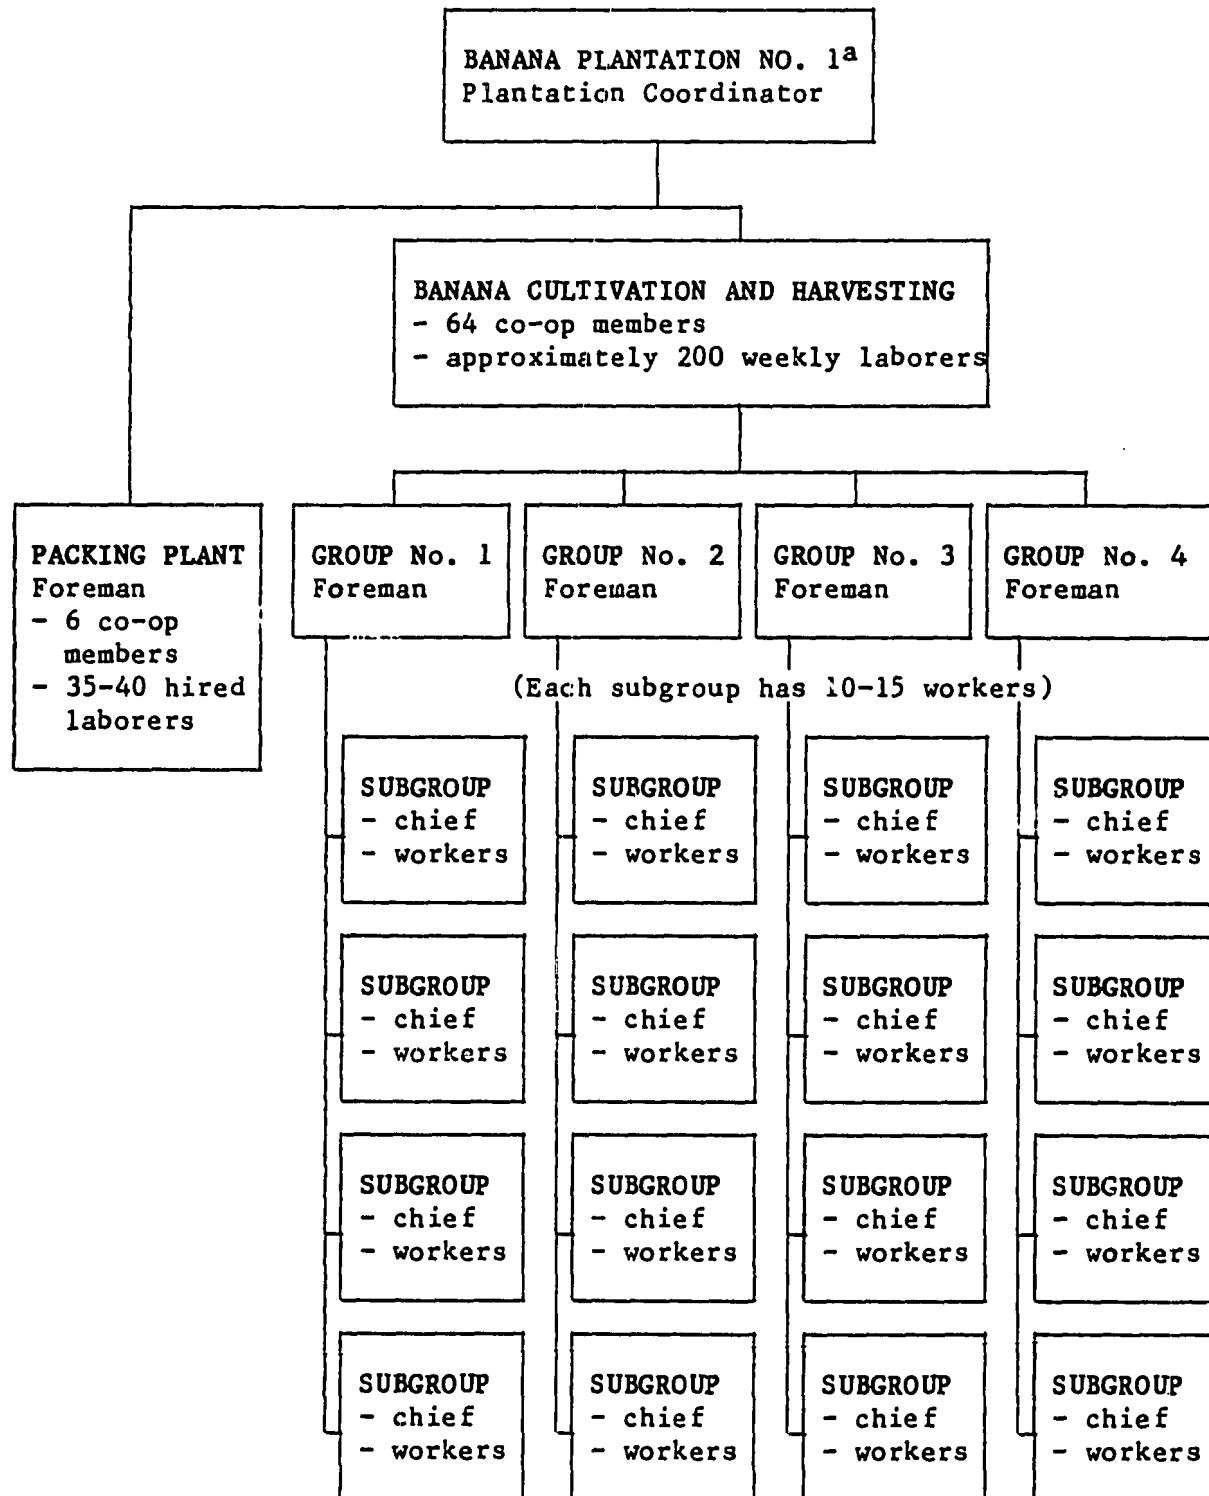 BANANA PLANTATION NO. 1a
Plantation Coordinator
BANANA CULTIVATION AND HARVESTING
- 64 co-op members
- approximately 200 weekly laborers
PACKING PLANT
Foreman
- 6 co-op
members
- 35-40 hired
laborers
GROUP No. 1
Foreman
GROUP No. 2
Foreman
GROUP No. 3
Foreman
GROUP No. 4
Foreman
(Each subgroup has 10-15 workers)
SUBGROUP
- chief
- workers
SUBGROUP
- chief
- workers
SUBGROUP
- chief
- workers
SUBGROUP
- chief
- workers
SUBGROUP
- chief
- workers
SUBGROUP
- chief
- workers
SUBGROUP
- chief
- workers
SUBGROUP
- chief
- workers
SUBGROUP
- chief
- workers
SUBGROUP
- chief
- workers
SUBGROUP
- chief
- workers
SUBGROUP
- chief
- workers
SUBGROUP
- chief
- workers
SUBGROUP
- chief
- workers
SUBGROUP
- chief
- workers
SUBGROUP
- chief
- workers